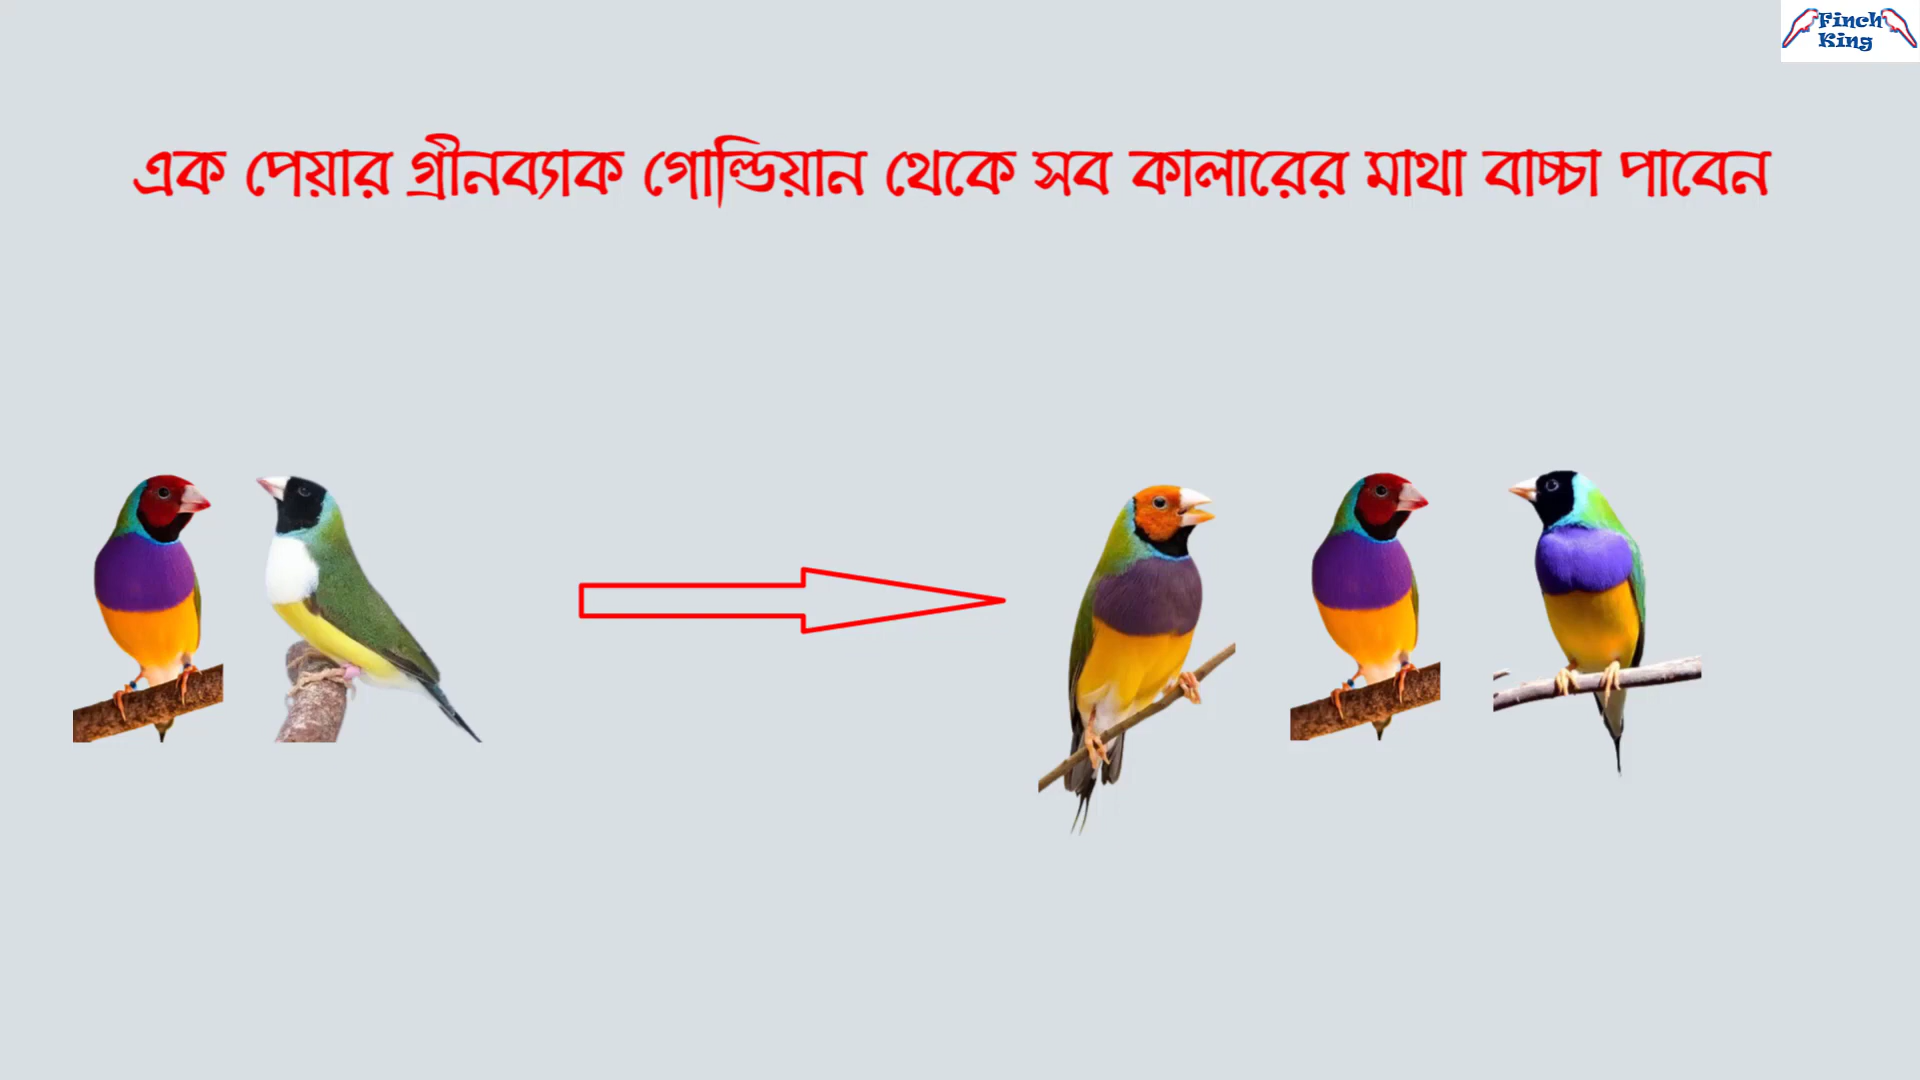 Finch
King
এক পেয়ার গ্রীনব্যাক গোল্ডিয়ান থেকে সব কালারের মাথা বাচ্চা পাবেন